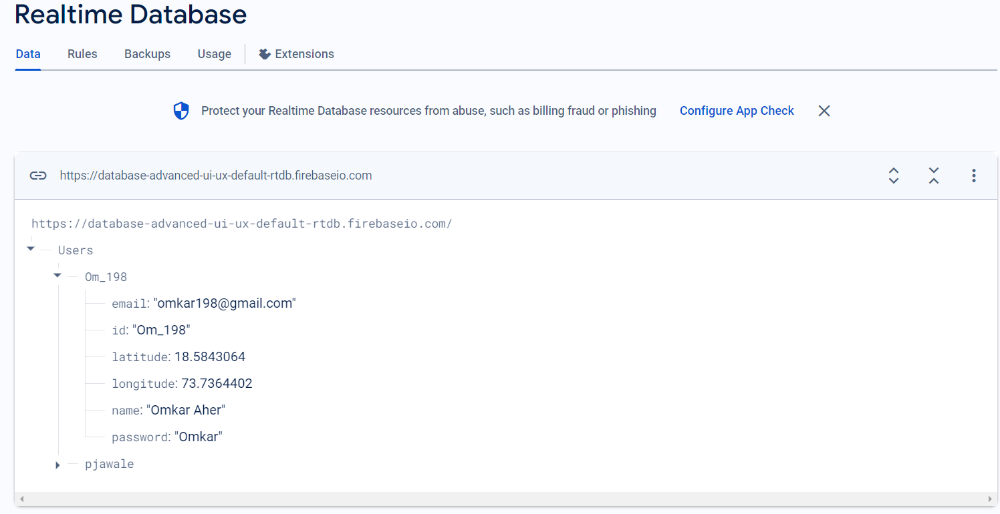 Realtime Database
Data Rules Backups Usage Extensions
Protect your Realtime Database resources from abuse, such as billing fraud or phishing Configure App Check
https://database-advanced-ui-ux-default-rtdb.firebaseio.com
https://database-advanced-ui-ux-default-rtdb.firebaseio.com/
Users
Om_198
email: "omkar198@gmail.com"
id: "Om_198"
latitude: 18.5843064
longitude: 73.7364402
name: "Omkar Aher"
password: "Omkar"
pjawale